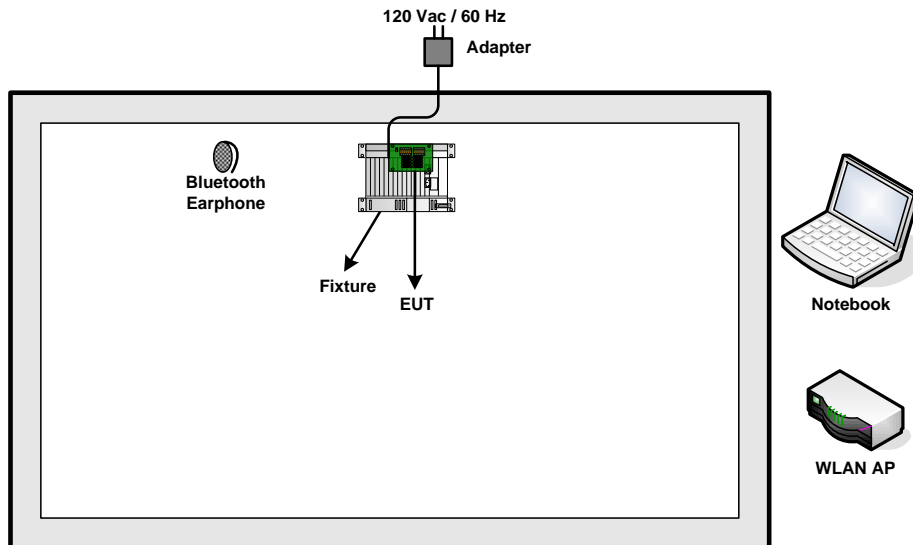 120 Vac / 60 Hz
Adapter
Bluetooth
Earphone
Fixture
EUT
Notebook
WLAN AP